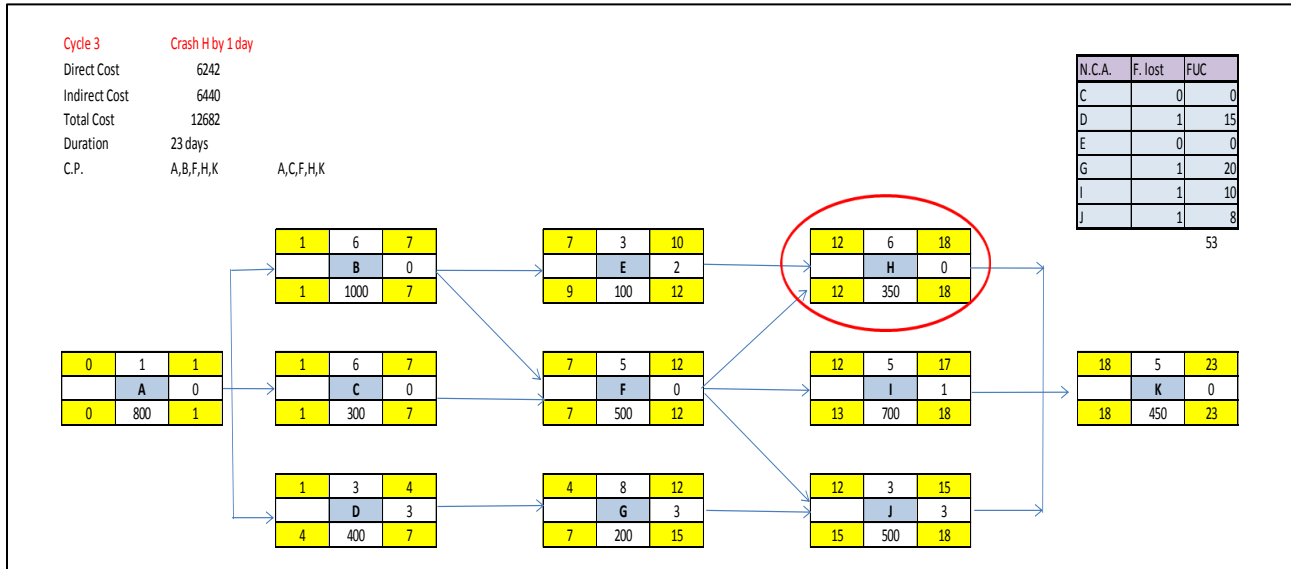 Cycle 3 Crash H by 1 day
Direct Cost 6242
Indirect Cost 6440
Total Cost 12682
Duration 23 days
C.P. A,B,F,H,K A,C,F,H,K
N.C.A. F. lost FUC
C 0 0
D 1 15
E 0 0
G 1 20
I 1 10
J 1 8
53
1 6 7
B 0
1 1000 7
7 3 10
E 2
9 100 12
12 6 18
H 0
12 350 18
0 1 1
A 0
0 800 1
1 6 7
C 0
1 300 7
7 5 12
F 0
7 500 12
12 5 17
I 1
13 700 18
18 5 23
K 0
18 450 23
1 3 4
D 3
4 400 7
4 8 12
G 3
7 200 15
12 3 15
J 3
15 500 18